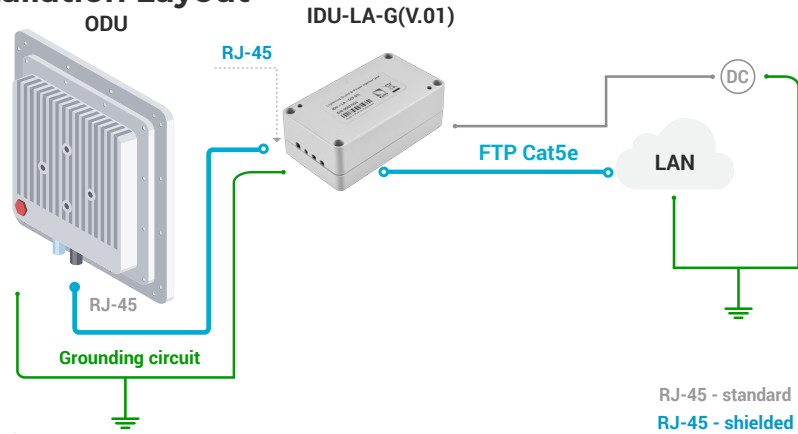 ODU
IDU-LA-G(V.01)
RJ-45
DC
FTP Cat5e
LAN
RJ-45
Grounding circuit
RJ-45 - standard
RJ-45 - shielded